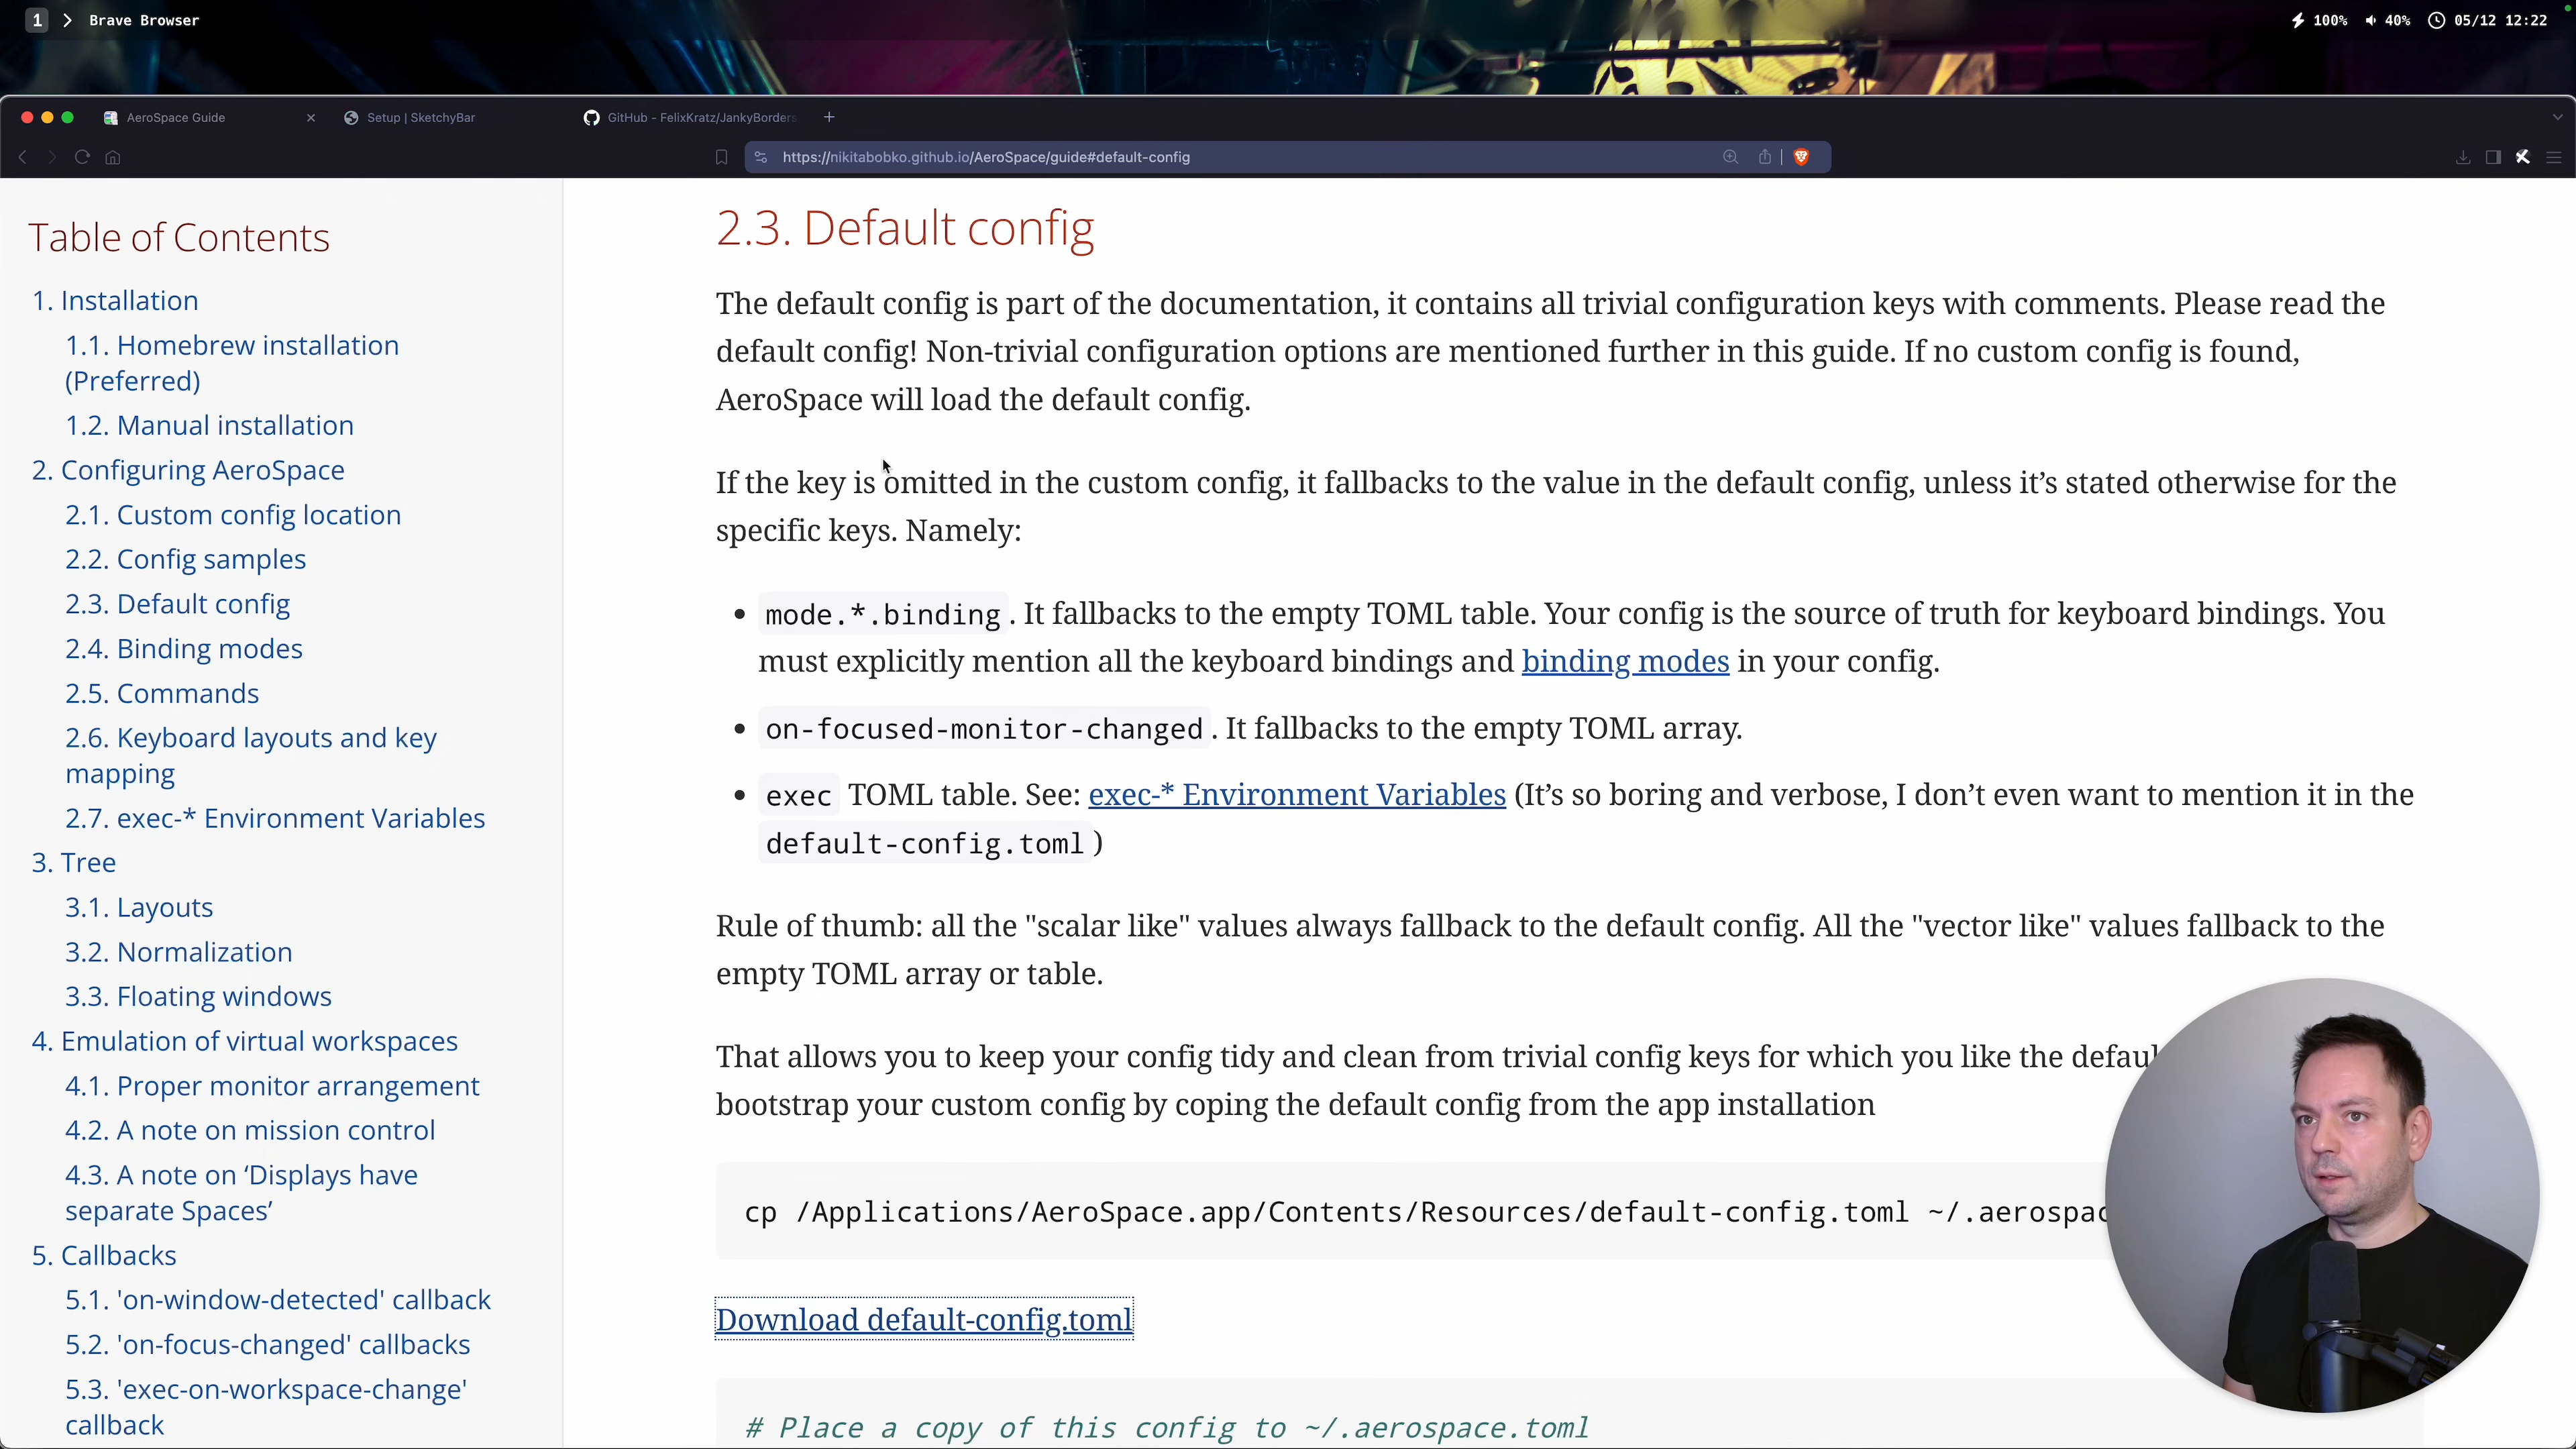 1 Brave Browser 100% 40% 05/12 12:22
AeroSpace Guide Setup | SketchyBar GitHub - FelixKratz/JankyBorders
https://nikitabobko.github.io/AeroSpace/guide#default-config
Table of Contents
1. Installation
1.1. Homebrew installation
(Preferred)
1.2. Manual installation
2. Configuring AeroSpace
2.1. Custom config location
2.2. Config samples
2.3. Default config
2.4. Binding modes
2.5. Commands
2.6. Keyboard layouts and key
mapping
2.7. exec-* Environment Variables
3. Tree
3.1. Layouts
3.2. Normalization
3.3. Floating windows
4. Emulation of virtual workspaces
4.1. Proper monitor arrangement
4.2. A note on mission control
4.3. A note on ‘Displays have
separate Spaces’
5. Callbacks
5.1. 'on-window-detected' callback
5.2. 'on-focus-changed' callbacks
5.3. 'exec-on-workspace-change'
callback
2.3. Default config
The default config is part of the documentation, it contains all trivial configuration keys with comments. Please read the
default config! Non-trivial configuration options are mentioned further in this guide. If no custom config is found,
AeroSpace will load the default config.
If the key is omitted in the custom config, it fallbacks to the value in the default config, unless it’s stated otherwise for the
specific keys. Namely:
• mode.*.binding. It fallbacks to the empty TOML table. Your config is the source of truth for keyboard bindings. You
must explicitly mention all the keyboard bindings and binding modes in your config.
• on-focused-monitor-changed. It fallbacks to the empty TOML array.
• exec TOML table. See: exec-* Environment Variables (It’s so boring and verbose, I don’t even want to mention it in the
default-config.toml)
Rule of thumb: all the "scalar like" values always fallback to the default config. All the "vector like" values fallback to the
empty TOML array or table.
That allows you to keep your config tidy and clean from trivial config keys for which you like the defau
bootstrap your custom config by coping the default config from the app installation
cp /Applications/AeroSpace.app/Contents/Resources/default-config.toml ~/.aerospac
Download default-config.toml
# Place a copy of this config to ~/.aerospace.toml